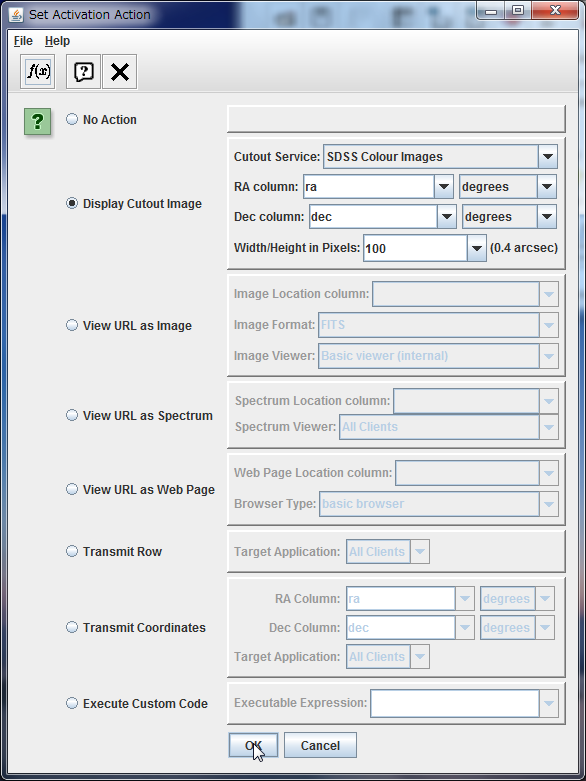 Set Activation Action
File Help
f(x) ?
? No Action
Display Cutout Image
Cutout Service: SDSS Colour Images
RA column: ra degrees
Dec column: dec degrees
Width/Height in Pixels: 100 (0.4 arcsec)
View URL as Image
Image Location column:
Image Format: FITS
Image Viewer: Basic viewer (internal)
View URL as Spectrum
Spectrum Location column:
Spectrum Viewer: All Clients
View URL as Web Page
Web Page Location column:
Browser Type: basic browser
Transmit Row
Target Application: All Clients
Transmit Coordinates
RA Column: ra degrees
Dec Column: dec degrees
Target Application: All Clients
Execute Custom Code
Executable Expression:
OK Cancel